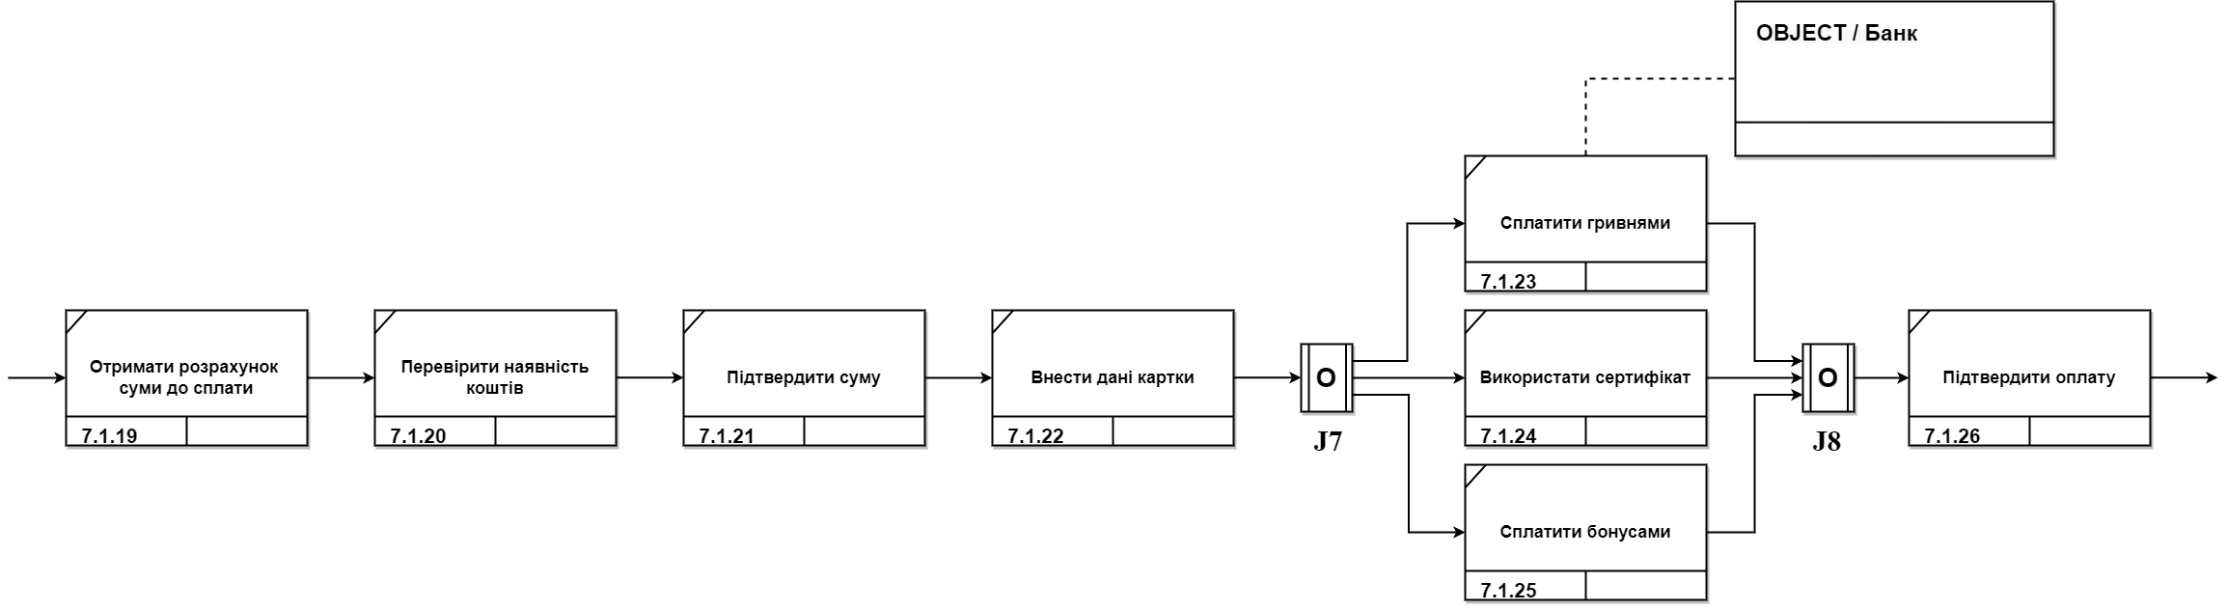 OBJECT / Банк
Отримати розрахунок
суми до сплати
7.1.19
Перевірити наявність
коштів
7.1.20
Підтвердити суму
7.1.21
Внести дані картки
7.1.22
O
J7
Сплатити гривнями
7.1.23
Використати сертифікат
7.1.24
Сплатити бонусами
7.1.25
O
J8
Підтвердити оплату
7.1.26